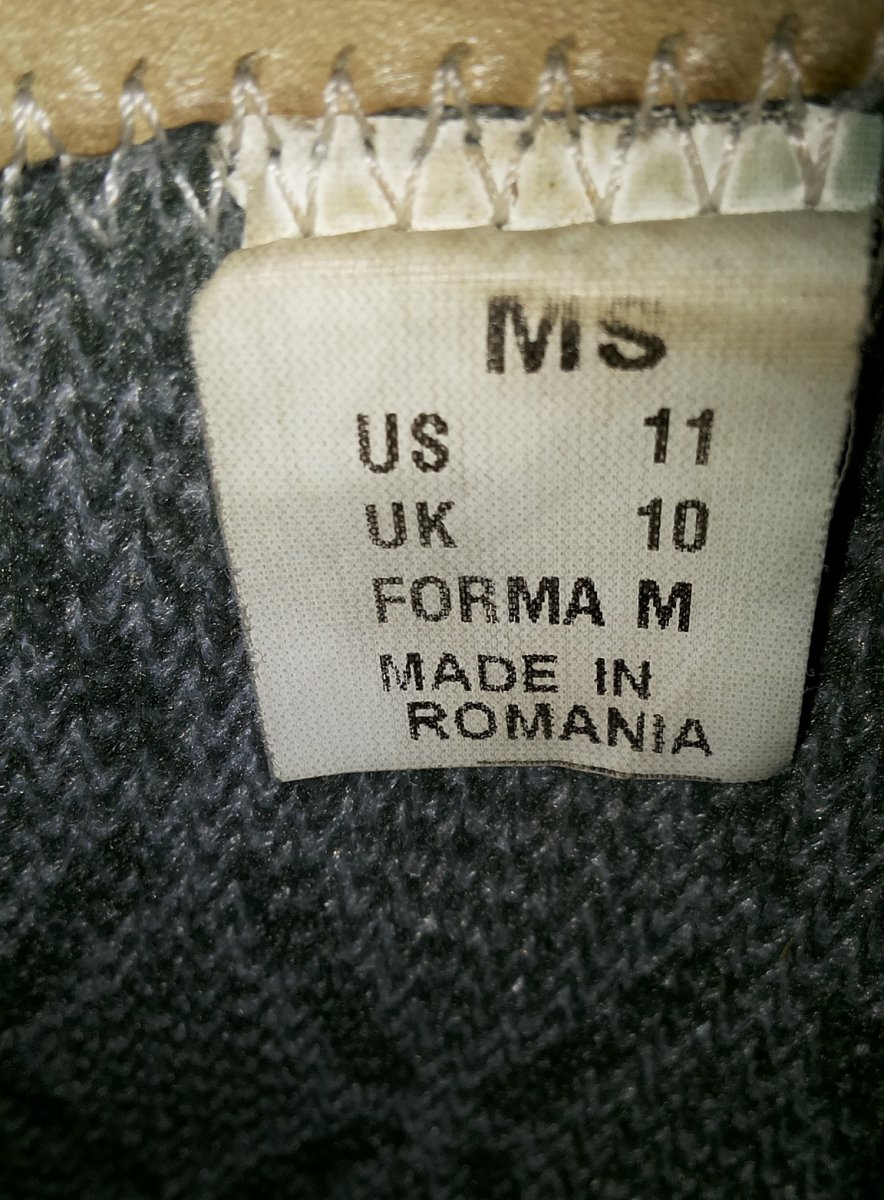 MS
US 11
UK 10
FORMA M
MADE IN
ROMANIA